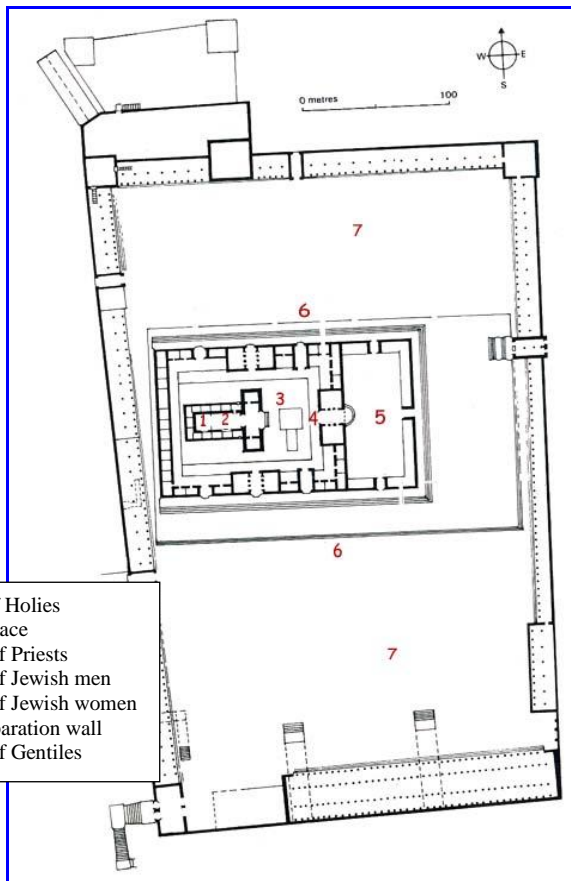 N
W E
S
0 metres 100
7
6
3
1 2 4 5
6
7
f Holies
ace
f Priests
f Jewish men
f Jewish women
paration wall
f Gentiles